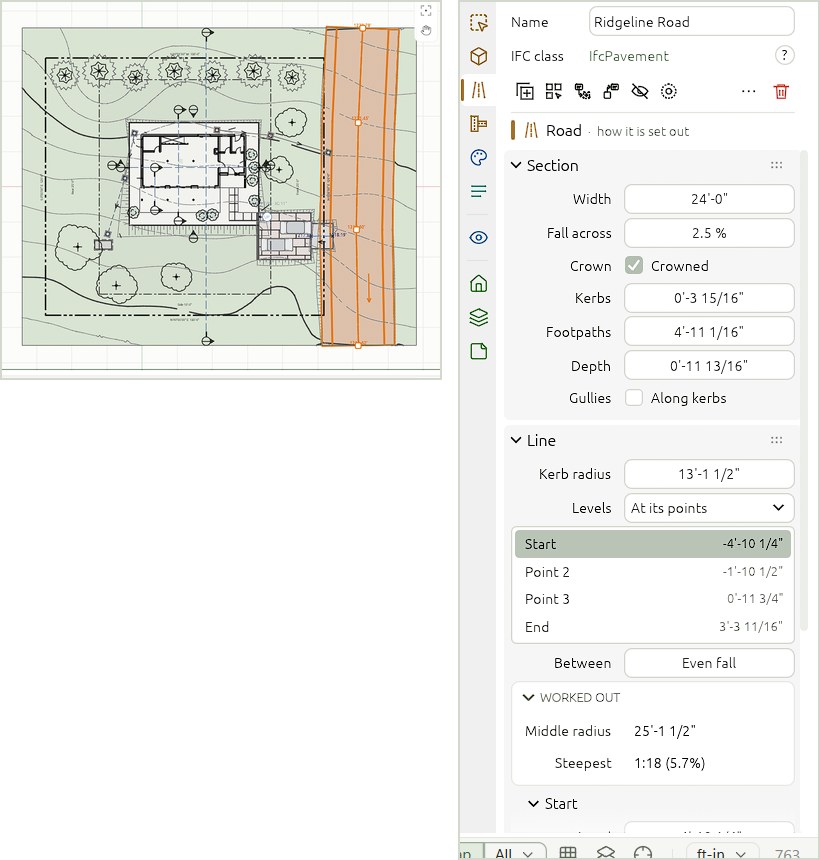 Name Ridgeline Road
IFC class IfcPavement ?
Road · how it is set out
Section
Width 24'-0"
Fall across 2.5 %
Crown Crowned
Kerbs 0'-3 15/16"
Footpaths 4'-11 1/16"
Depth 0'-11 13/16"
Gullies Along kerbs
Line
Kerb radius 13'-1 1/2"
Levels At its points
Start -4'-10 1/4"
Point 2 -1'-10 1/2"
Point 3 0'-11 3/4"
End 3'-3 11/16"
Between Even fall
WORKED OUT
Middle radius 25'-1 1/2"
Steepest 1:18 (5.7%)
Start
All ft-in 763